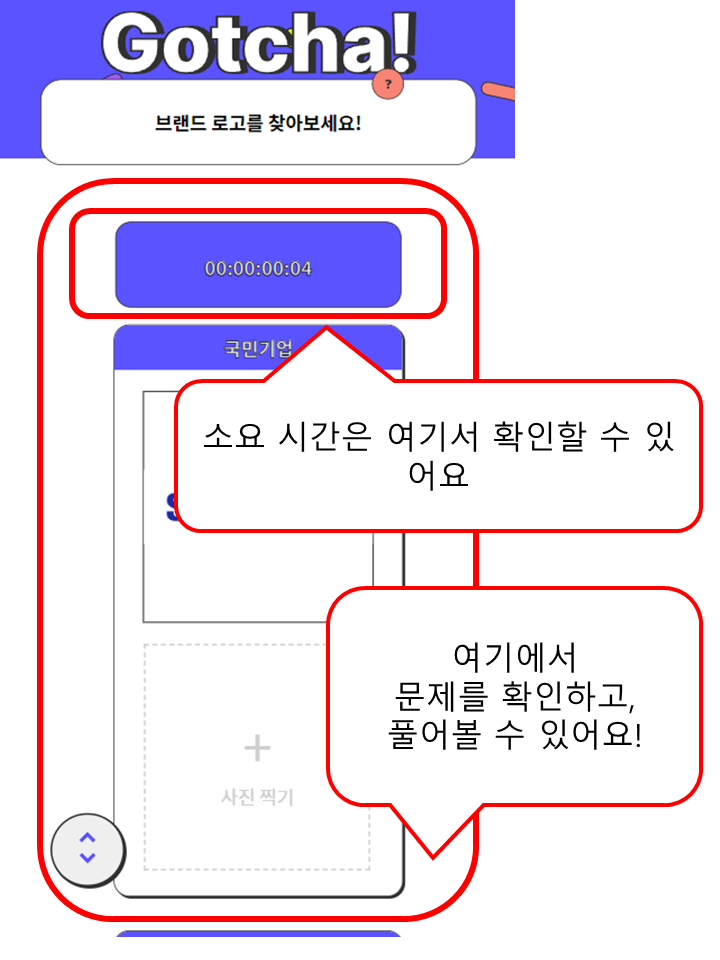 Gotcha!
?
브랜드 로고를 찾아보세요!
00:00:00:04
국민기업
소요 시간은 여기서 확인할 수 있
어요
S
여기에서
문제를 확인하고,
풀어볼 수 있어요!
+
사진 찍기